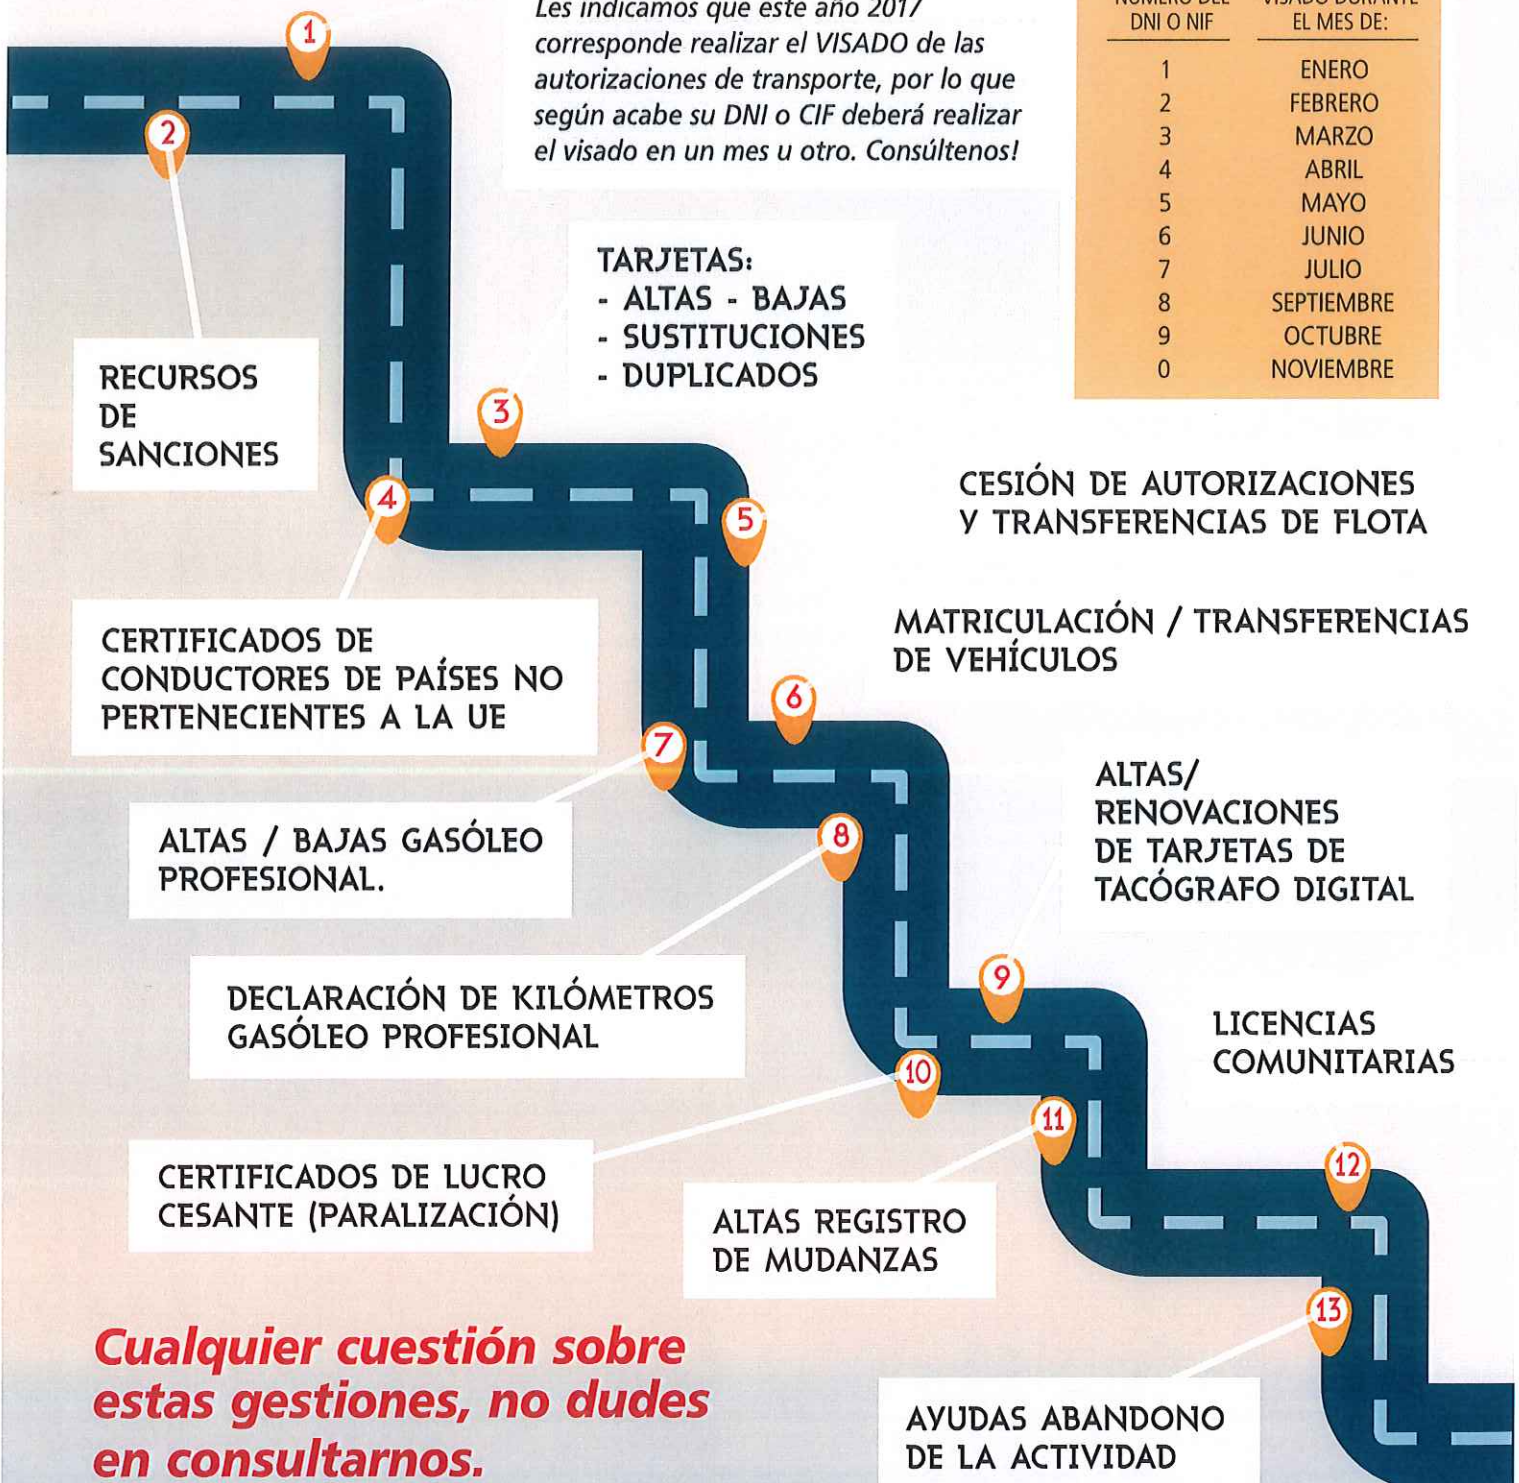 1
Les indicamos que este año 2017
corresponde realizar el VISADO de las
autorizaciones de transporte, por lo que
según acabe su DNI o CIF deberá realizar
el visado en un mes u otro. Consúltenos!
NÚMERO DEL
DNI O NIF
VISADO DURANTE
EL MES DE:
1 ENERO
2 FEBRERO
3 MARZO
4 ABRIL
5 MAYO
6 JUNIO
7 JULIO
8 SEPTIEMBRE
9 OCTUBRE
0 NOVIEMBRE
2
RECURSOS
DE
SANCIONES
TARJETAS:
- ALTAS - BAJAS
- SUSTITUCIONES
- DUPLICADOS
3
4
CERTIFICADOS DE
CONDUCTORES DE PAÍSES NO
PERTENECIENTES A LA UE
5
CESIÓN DE AUTORIZACIONES
Y TRANSFERENCIAS DE FLOTA
6
MATRICULACIÓN / TRANSFERENCIAS
DE VEHÍCULOS
7
ALTAS / BAJAS GASÓLEO
PROFESIONAL.
8
DECLARACIÓN DE KILÓMETROS
GASÓLEO PROFESIONAL
9
ALTAS/
RENOVACIONES
DE TARJETAS DE
TACÓGRAFO DIGITAL
10
CERTIFICADOS DE LUCRO
CESANTE (PARALIZACIÓN)
11
ALTAS REGISTRO
DE MUDANZAS
12
LICENCIAS
COMUNITARIAS
13
AYUDAS ABANDONO
DE LA ACTIVIDAD
Cualquier cuestión sobre
estas gestiones, no dudes
en consultarnos.